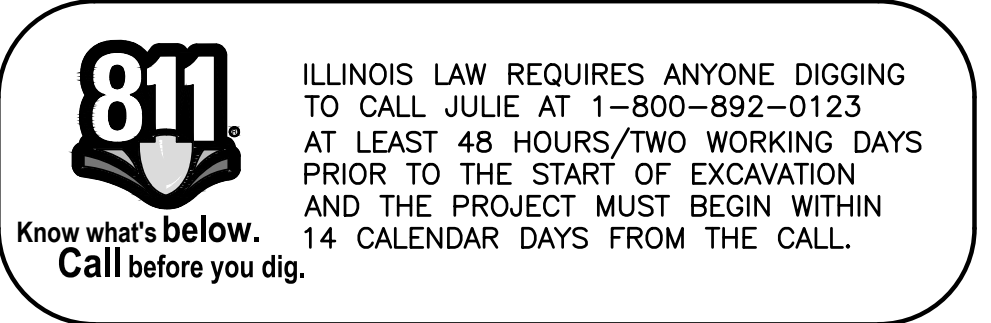 811®
Know what's below.
Call before you dig.
ILLINOIS LAW REQUIRES ANYONE DIGGING
TO CALL JULIE AT 1-800-892-0123
AT LEAST 48 HOURS/TWO WORKING DAYS
PRIOR TO THE START OF EXCAVATION
AND THE PROJECT MUST BEGIN WITHIN
14 CALENDAR DAYS FROM THE CALL.